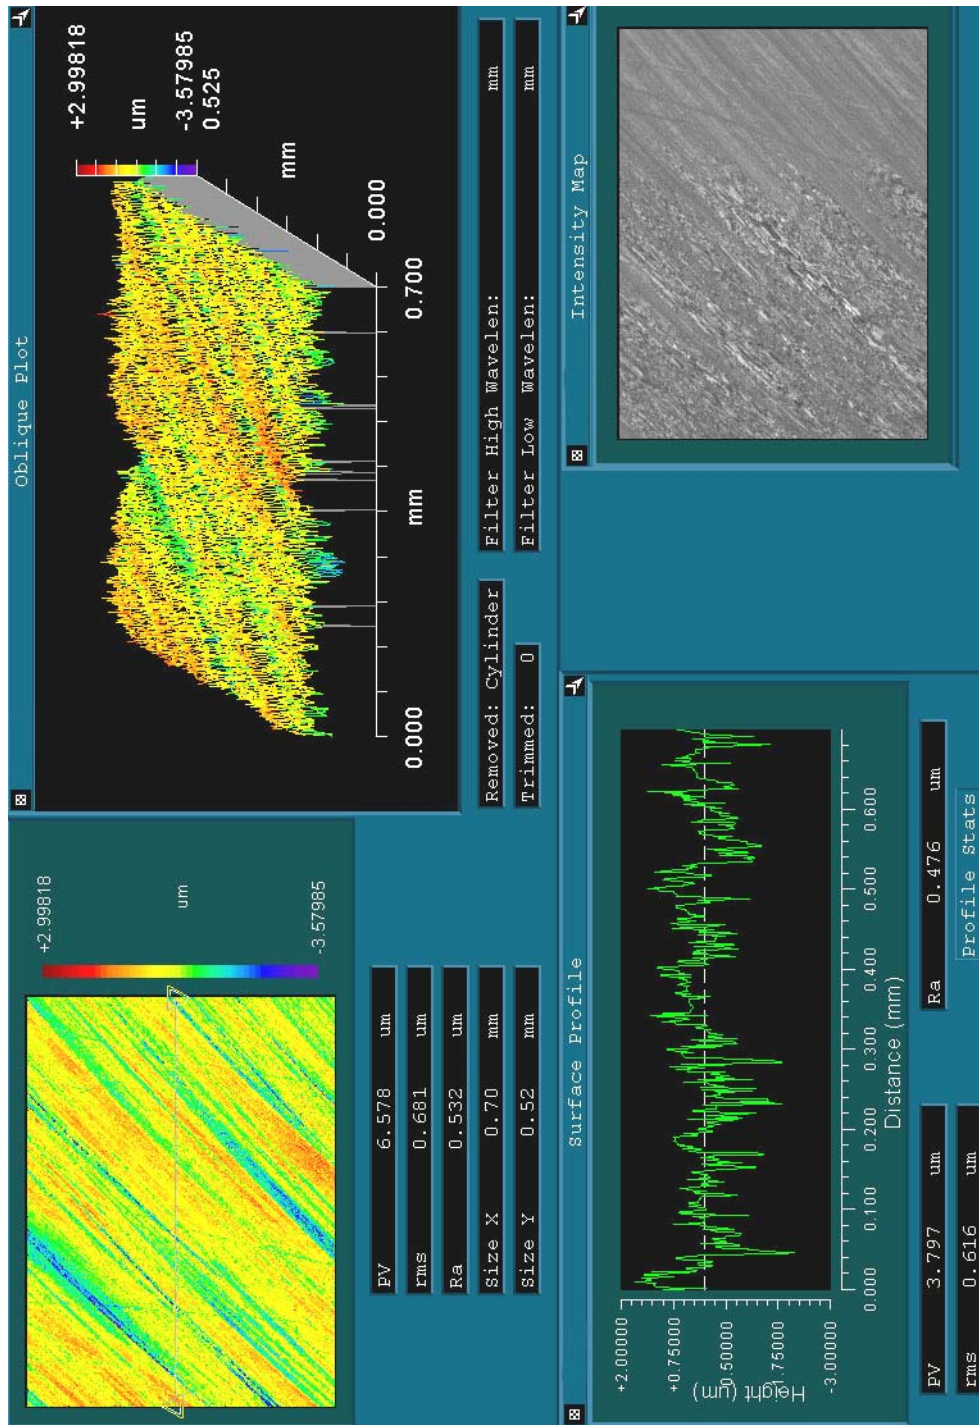 +2.99818
um
-3.57985
PV 6.578 um
rms 0.681 um
Ra 0.532 um
Size X 0.70 mm
Size Y 0.52 mm
Oblique Plot
+2.99818
um
-3.57985
0.525
mm
0.000
0.000
mm
0.700
Removed: Cylinder
Filter High Wavelen: mm
Trimmed: 0
Filter Low Wavelen: mm
Surface Profile
+2.00000
+0.75000
0.50000
1.75000
-3.00000
Height (µm)
0.000
0.100
0.200
0.300
0.400
0.500
0.600
Distance (mm)
PV 3.797 um
Ra 0.476 um
rms 0.616 um
Profile Stats
Intensity Map